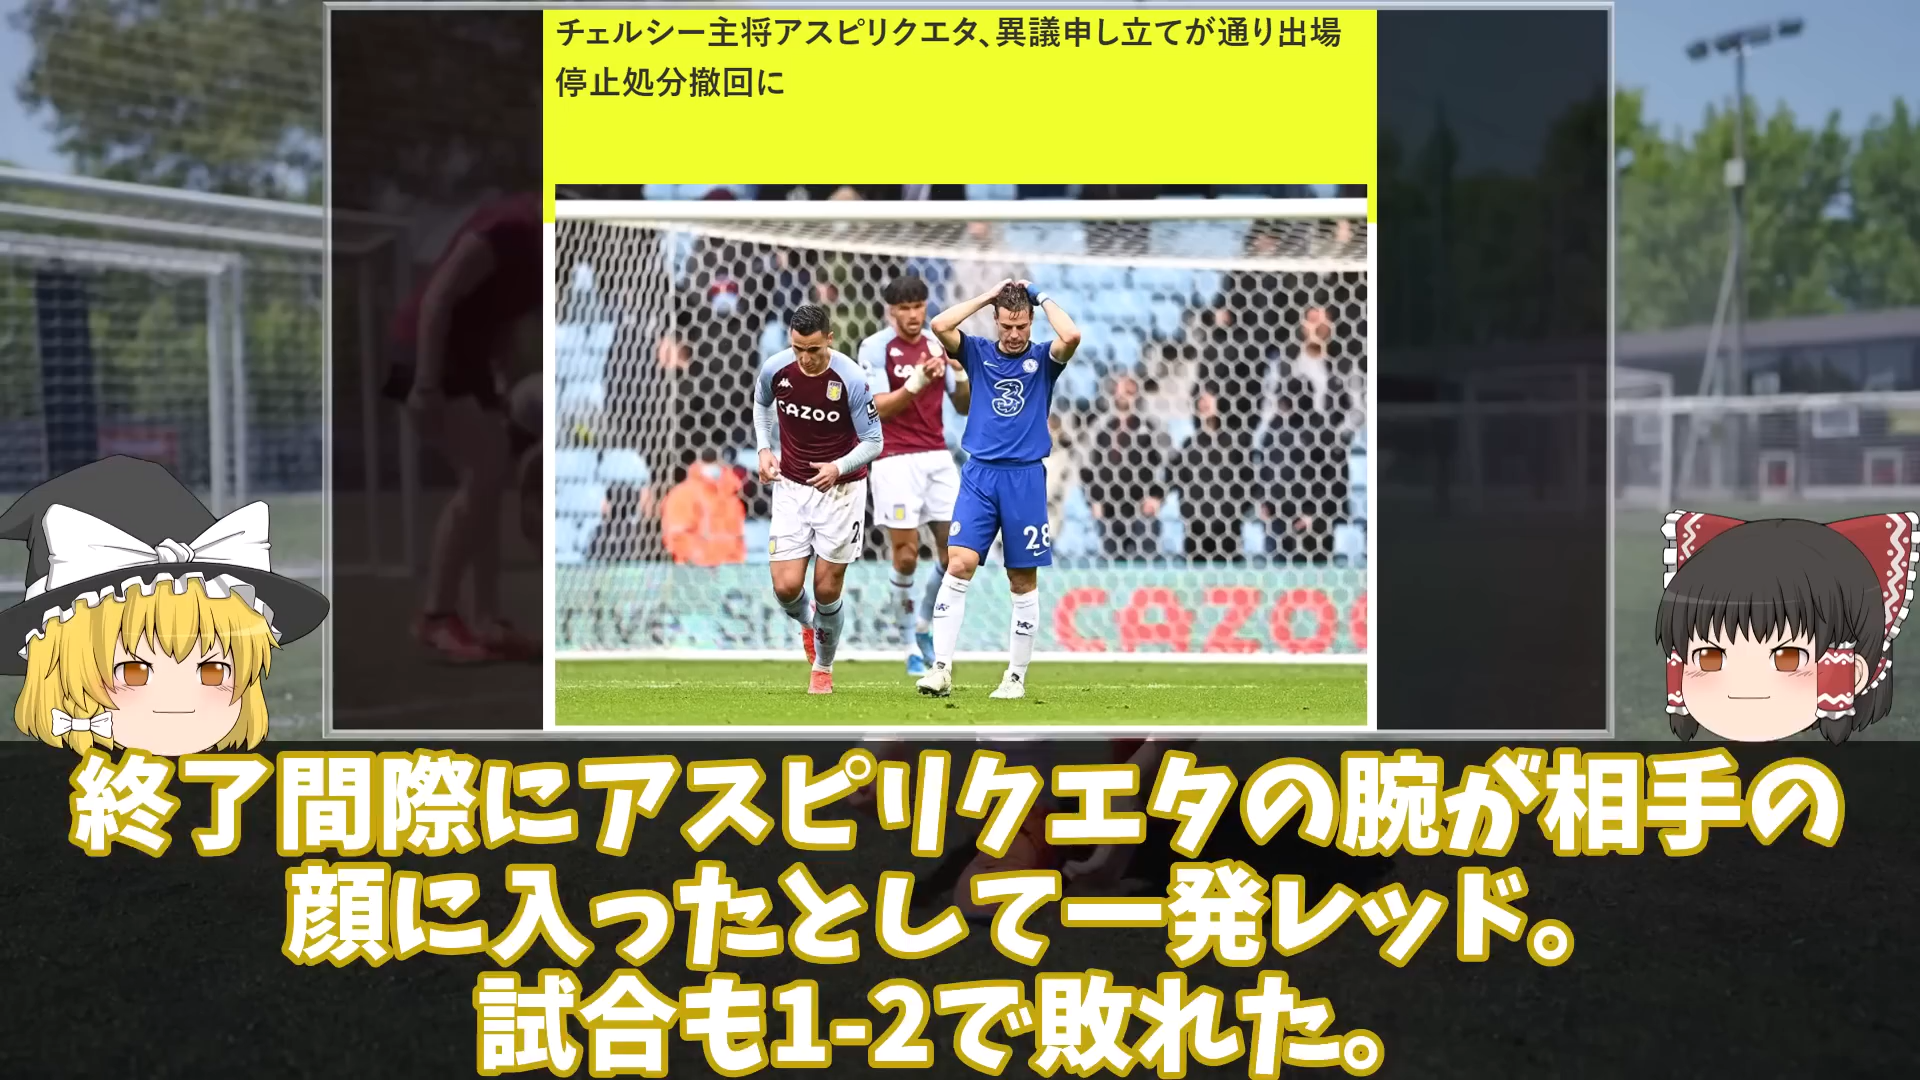 チェルシー主将アスピリクエタ、異議申し立てが通り出場
停止処分撤回に
CAZOO
3
28
2
CAZOO
終了間際にアスピリクエタの腕が相手の
顔に入ったとして一発レッド。
試合も1-2で敗れた。